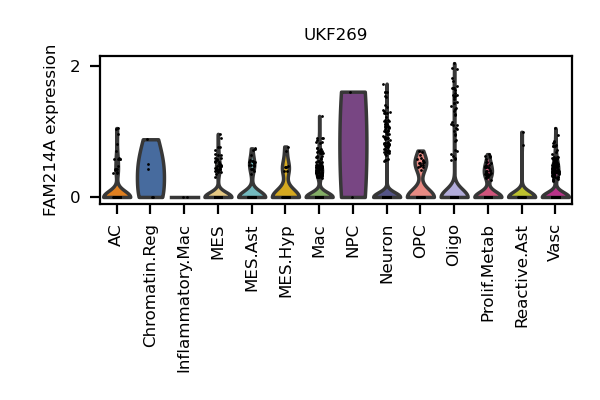 UKF269
FAM214A expression
2
0
AC
Chromatin.Reg
Inflammatory.Mac
MES
MES.Ast
MES.Hyp
Mac
NPC
Neuron
OPC
Oligo
Prolif.Metab
Reactive.Ast
Vasc